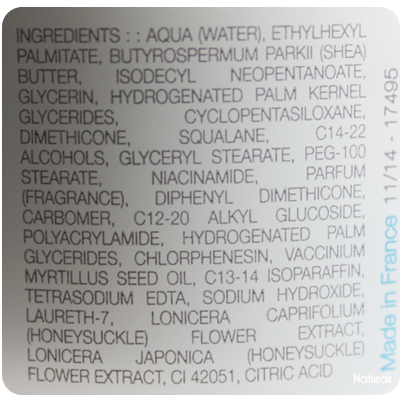 INGREDIENTS : : AQUA (WATER), ETHYLHEXYL
PALMITATE, BUTYROSPERMUM PARKII (SHEA)
BUTTER, ISODECYL NEOPENTANOATE,
GLYCERIN, HYDROGENATED PALM KERNEL
GLYCERIDES, CYCLOPENTASILOXANE,
DIMETHICONE, SQUALANE, C14-22
ALCOHOLS, GLYCERYL STEARATE, PEG-100
STEARATE, NIACINAMIDE, PARFUM
(FRAGRANCE), DIPHENYL DIMETHICONE,
CARBOMER, C12-20 ALKYL GLUCOSIDE,
POLYACRYLAMIDE, HYDROGENATED PALM
GLYCERIDES, CHLORPHENESIN, VACCINIUM
MYRTILLUS SEED OIL, C13-14 ISOPARAFFIN,
TETRASODIUM EDTA, SODIUM HYDROXIDE,
LAURETH-7, LONICERA CAPRIFOLIUM
(HONEYSUCKLE) FLOWER EXTRACT,
LONICERA JAPONICA (HONEYSUCKLE)
FLOWER EXTRACT, CI 42051, CITRIC ACID
Made in France 11/14 - 17495
Natieak